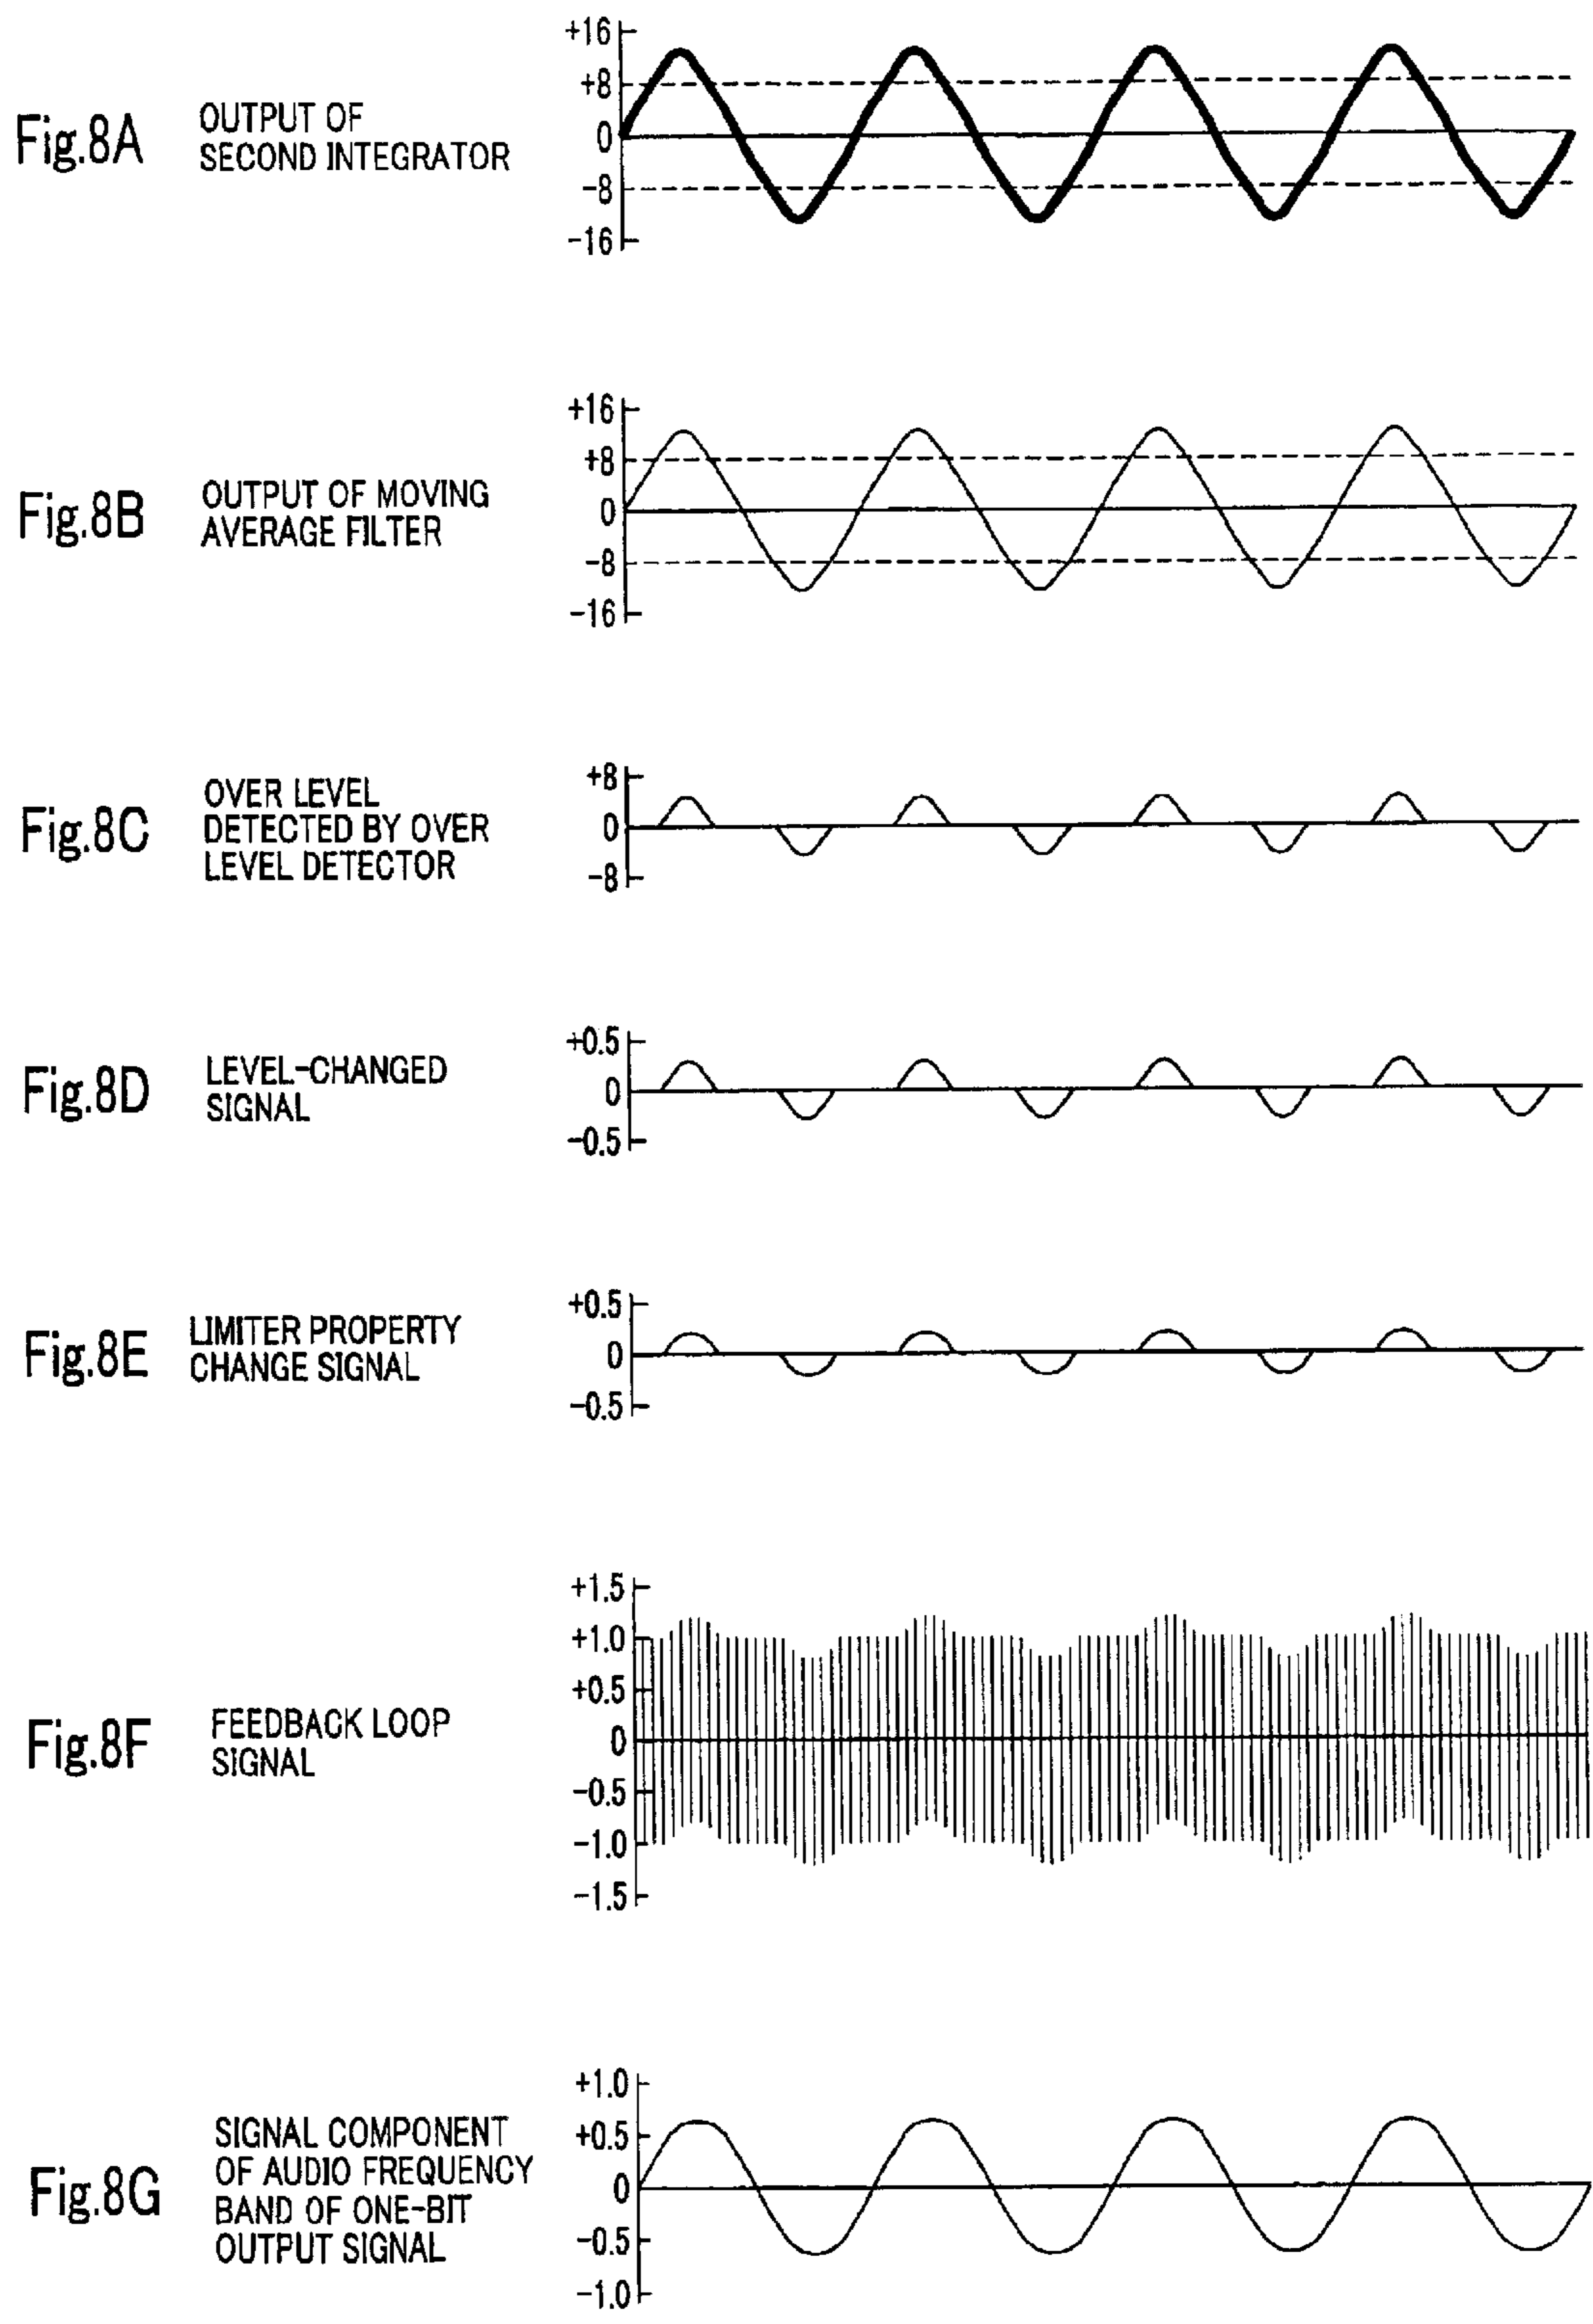 Fig.8A
OUTPUT OF
SECOND INTEGRATOR
+16
+8
0
-8
-16
Fig.8B
OUTPUT OF MOVING
AVERAGE FILTER
+16
+8
0
-8
-16
Fig.8C
OVER LEVEL
DETECTED BY OVER
LEVEL DETECTOR
+8
0
-8
Fig.8D
LEVEL-CHANGED
SIGNAL
+0.5
0
-0.5
Fig.8E
LIMITER PROPERTY
CHANGE SIGNAL
+0.5
0
-0.5
Fig.8F
FEEDBACK LOOP
SIGNAL
+1.5
+1.0
+0.5
0
-0.5
-1.0
-1.5
Fig.8G
SIGNAL COMPONENT
OF AUDIO FREQUENCY
BAND OF ONE-BIT
OUTPUT SIGNAL
+1.0
+0.5
0
-0.5
-1.0